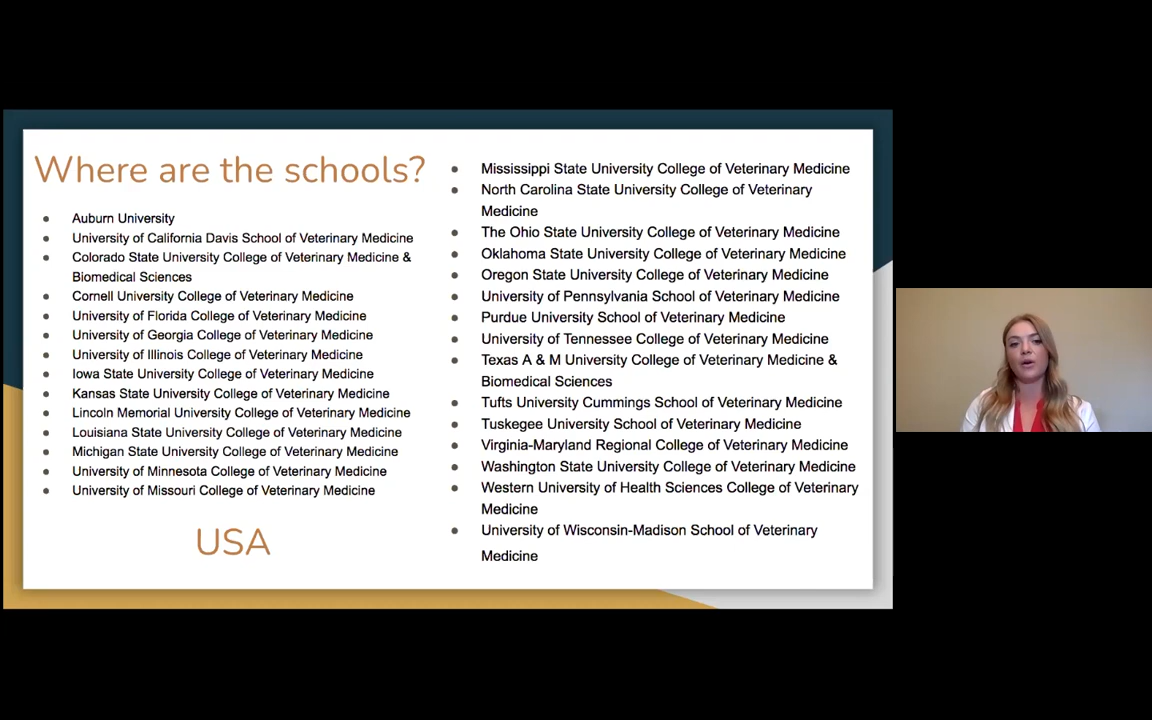 Where are the schools?
Auburn University
University of California Davis School of Veterinary Medicine
Colorado State University College of Veterinary Medicine &
Biomedical Sciences
Cornell University College of Veterinary Medicine
University of Florida College of Veterinary Medicine
University of Georgia College of Veterinary Medicine
University of Illinois College of Veterinary Medicine
Iowa State University College of Veterinary Medicine
Kansas State University College of Veterinary Medicine
Lincoln Memorial University College of Veterinary Medicine
Louisiana State University College of Veterinary Medicine
Michigan State University College of Veterinary Medicine
University of Minnesota College of Veterinary Medicine
University of Missouri College of Veterinary Medicine
USA
Mississippi State University College of Veterinary Medicine
North Carolina State University College of Veterinary
Medicine
The Ohio State University College of Veterinary Medicine
Oklahoma State University College of Veterinary Medicine
Oregon State University College of Veterinary Medicine
University of Pennsylvania School of Veterinary Medicine
Purdue University School of Veterinary Medicine
University of Tennessee College of Veterinary Medicine
Texas A & M University College of Veterinary Medicine &
Biomedical Sciences
Tufts University Cummings School of Veterinary Medicine
Tuskegee University School of Veterinary Medicine
Virginia-Maryland Regional College of Veterinary Medicine
Washington State University College of Veterinary Medicine
Western University of Health Sciences College of Veterinary
Medicine
University of Wisconsin-Madison School of Veterinary
Medicine